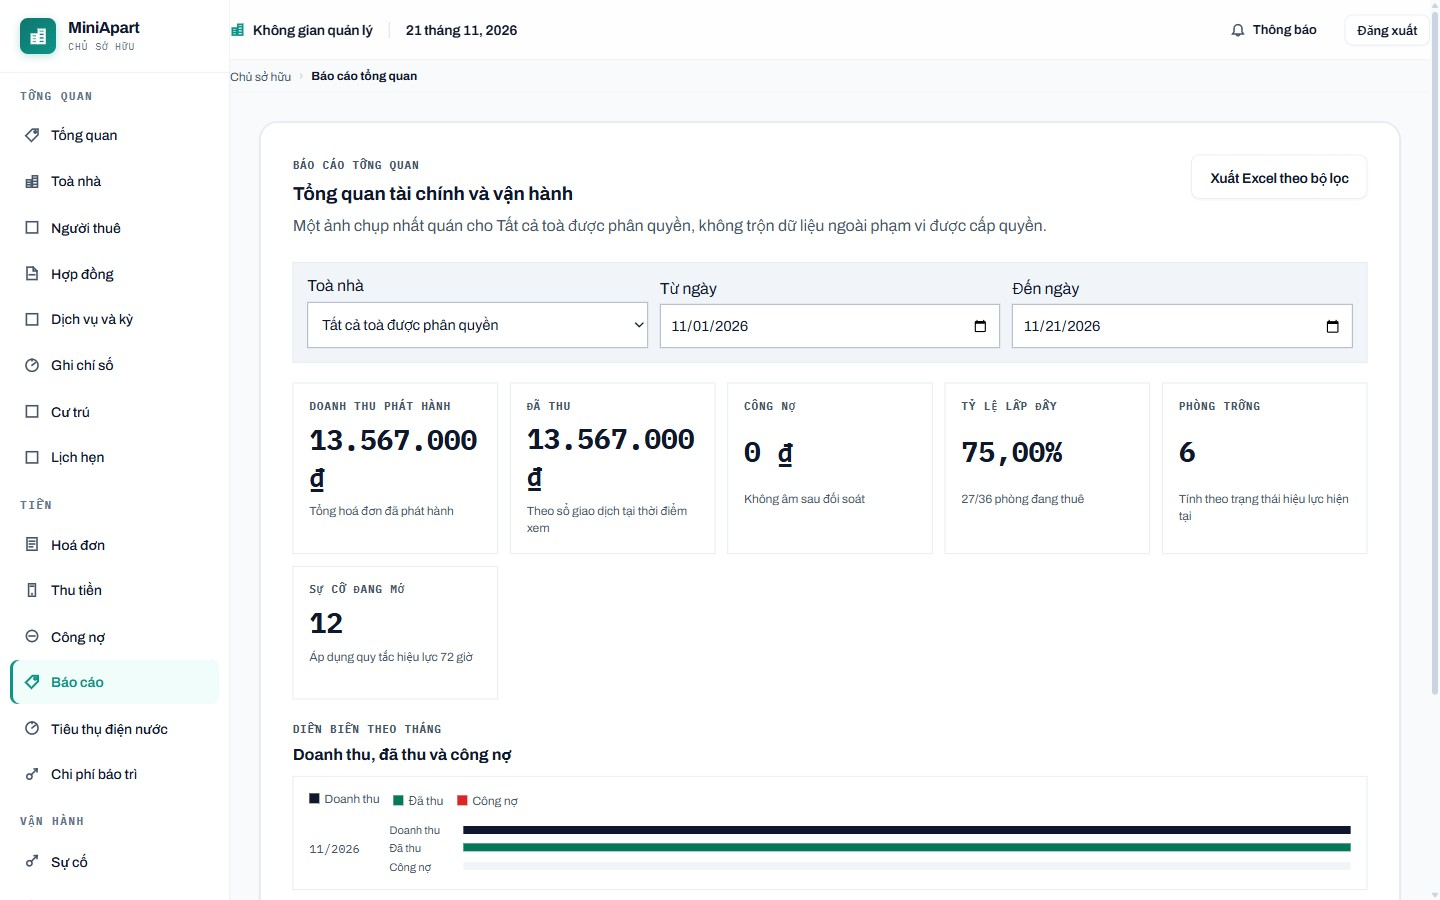 MiniApart
CHỦ SỞ HỮU
TỔNG QUAN
Tổng quan
Toà nhà
Người thuê
Hợp đồng
Dịch vụ và kỳ
Ghi chỉ số
Cư trú
Lịch hẹn
TIỀN
Hoá đơn
Thu tiền
Công nợ
Báo cáo
Tiêu thụ điện nước
Chi phí bảo trì
VẬN HÀNH
Sự cố
Không gian quản lý
21 tháng 11, 2026
Thông báo
Đăng xuất
Chủ sở hữu › Báo cáo tổng quan
BÁO CÁO TỔNG QUAN
Tổng quan tài chính và vận hành
Một ảnh chụp nhất quán cho Tất cả toà được phân quyền, không trộn dữ liệu ngoài phạm vi được cấp quyền.
Xuất Excel theo bộ lọc
Toà nhà
Tất cả toà được phân quyền
Từ ngày
11/01/2026
Đến ngày
11/21/2026
DOANH THU PHÁT HÀNH
13.567.000
₫
Tổng hoá đơn đã phát hành
ĐÃ THU
13.567.000
₫
Theo sổ giao dịch tại thời điểm
xem
CÔNG NỢ
0 ₫
Không âm sau đối soát
TỶ LỆ LẤP ĐẦY
75,00%
27/36 phòng đang thuê
PHÒNG TRỐNG
6
Tính theo trạng thái hiệu lực hiện
tại
SỰ CỐ ĐANG MỞ
12
Áp dụng quy tắc hiệu lực 72 giờ
DIỄN BIẾN THEO THÁNG
Doanh thu, đã thu và công nợ
Doanh thu
Đã thu
Công nợ
11/2026
Doanh thu
Đã thu
Công nợ